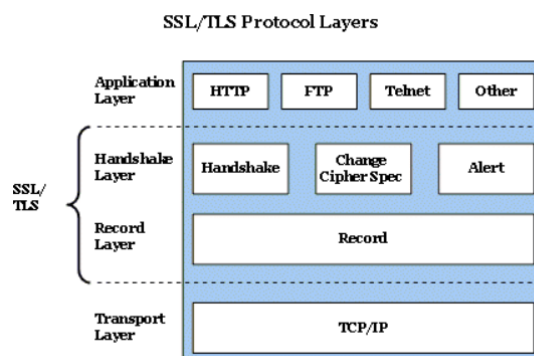 SSL/TLS Protocol Layers
Application
Layer
HTTP
FTP
Telnet
Other
SSL/
TLS
Handshake
Layer
Handshake
Change
Cipher Spec
Alert
Record
Layer
Record
Transport
Layer
TCP/IP